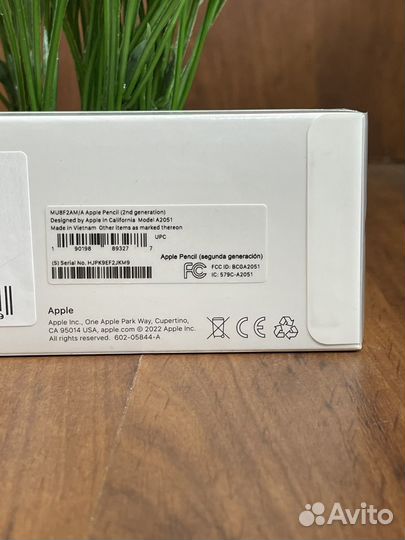 MU8F2AM/A Apple Pencil (2nd generation)
Designed by Apple in California Model A2051
Made in Vietnam Other items as marked thereon
UPC
1 90198 89327 7
Apple Pencil (segunda generación)
(S) Serial No. HJPK9EF2JKM9
FC FCC ID: BCGA2051
IC: 579C-A2051
Apple
Apple Inc., One Apple Park Way, Cupertino,
CA 95014 USA, apple.com © 2022 Apple Inc.
All rights reserved. 602-05844-A
CE
Avito